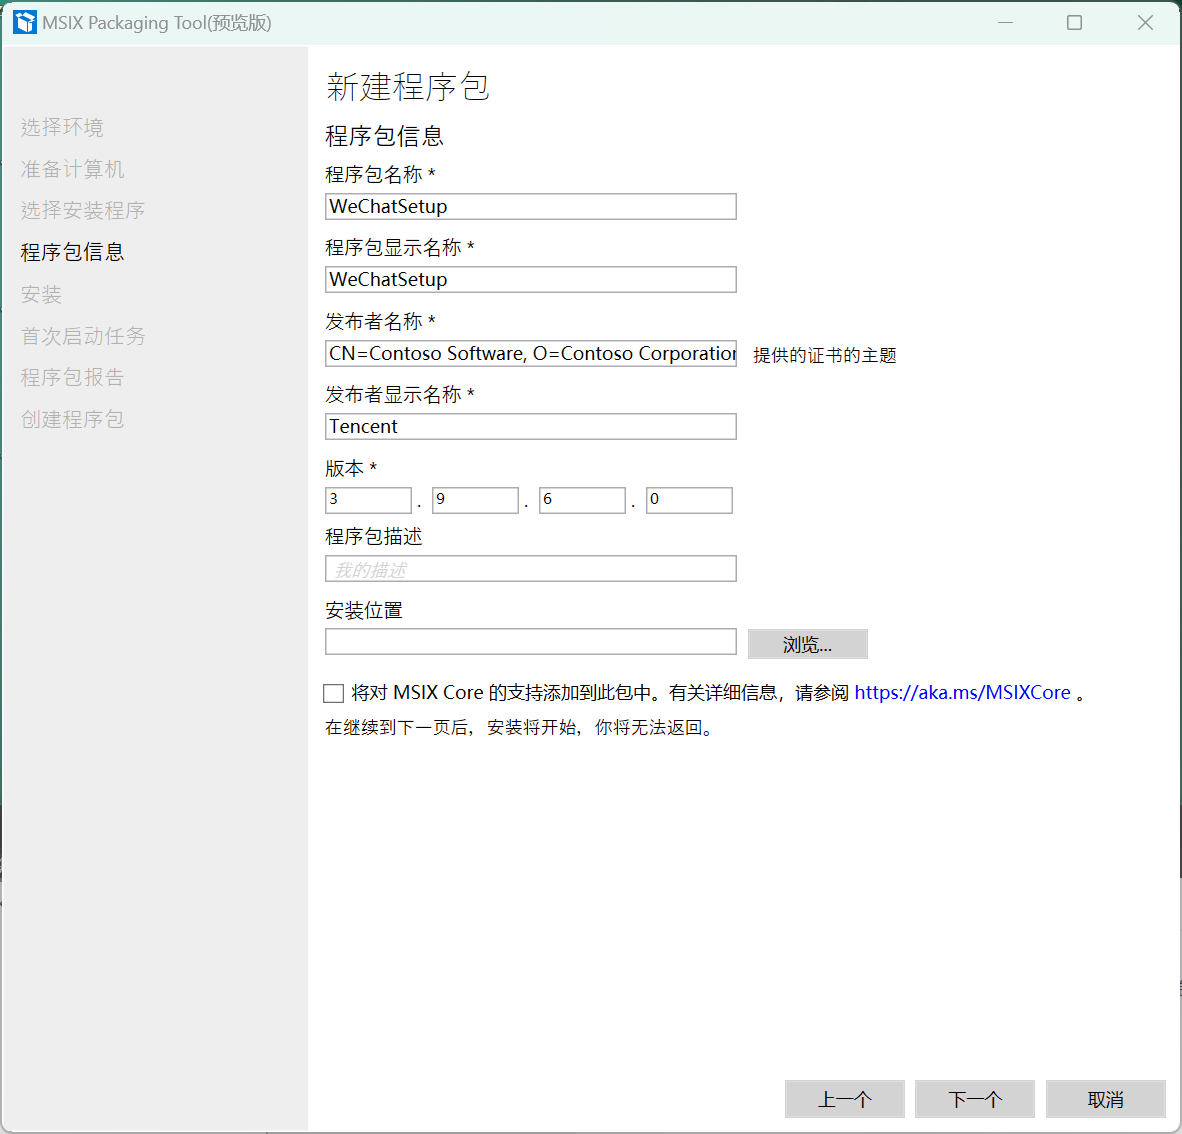 MSIX Packaging Tool(预览版)
选择环境
准备计算机
选择安装程序
程序包信息
安装
首次启动任务
程序包报告
创建程序包
新建程序包
程序包信息
程序包名称 *
WeChatSetup
程序包显示名称 *
WeChatSetup
发布者名称 *
CN=Contoso Software, O=Contoso Corporation 提供的证书的主题
发布者显示名称 *
Tencent
版本 *
3 . 9 . 6 . 0
程序包描述
我的描述
安装位置
浏览...
将对 MSIX Core 的支持添加到此包中。有关详细信息，请参阅 https://aka.ms/MSIXCore 。
在继续到下一页后，安装将开始，你将无法返回。
上一个 下一个 取消